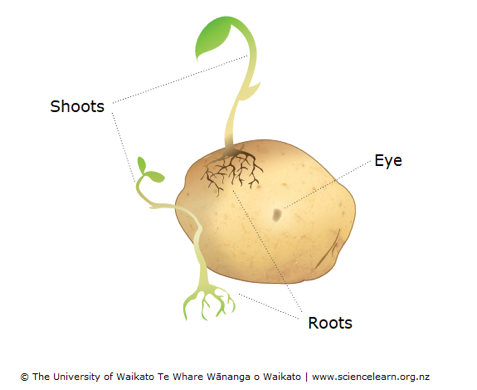 Shoots
Eye
Roots
© The University of Waikato Te Whare Wānanga o Waikato | www.sciencelearn.org.nz